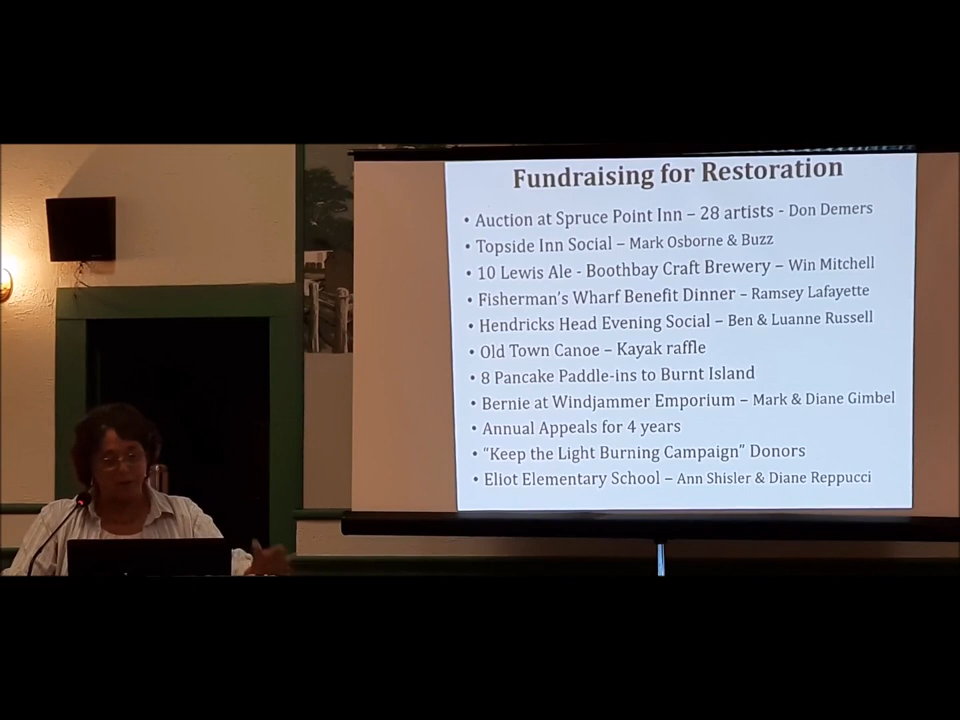 Fundraising for Restoration
• Auction at Spruce Point Inn – 28 artists - Don Demers
• Topside Inn Social – Mark Osborne & Buzz
• 10 Lewis Ale - Boothbay Craft Brewery – Win Mitchell
• Fisherman's Wharf Benefit Dinner – Ramsey Lafayette
• Hendricks Head Evening Social – Ben & Luanne Russell
• Old Town Canoe – Kayak raffle
• 8 Pancake Paddle-ins to Burnt Island
• Bernie at Windjammer Emporium – Mark & Diane Gimbel
• Annual Appeals for 4 years
• "Keep the Light Burning Campaign" Donors
• Eliot Elementary School – Ann Shisler & Diane Reppucci